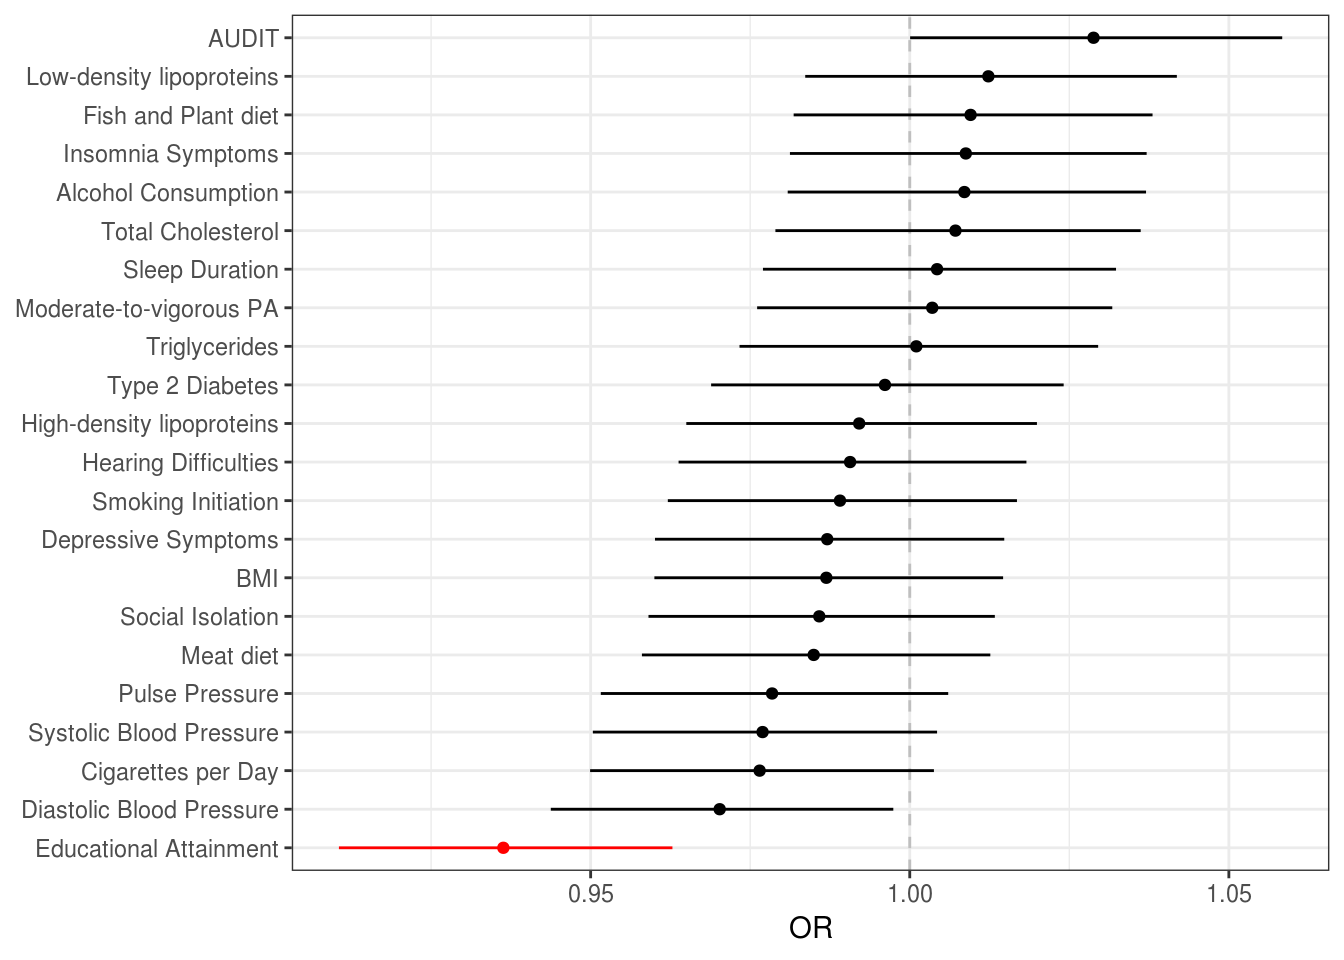 AUDIT
Low-density lipoproteins
Fish and Plant diet
Insomnia Symptoms
Alcohol Consumption
Total Cholesterol
Sleep Duration
Moderate-to-vigorous PA
Triglycerides
Type 2 Diabetes
High-density lipoproteins
Hearing Difficulties
Smoking Initiation
Depressive Symptoms
BMI
Social Isolation
Meat diet
Pulse Pressure
Systolic Blood Pressure
Cigarettes per Day
Diastolic Blood Pressure
Educational Attainment
0.95 1.00 1.05
OR